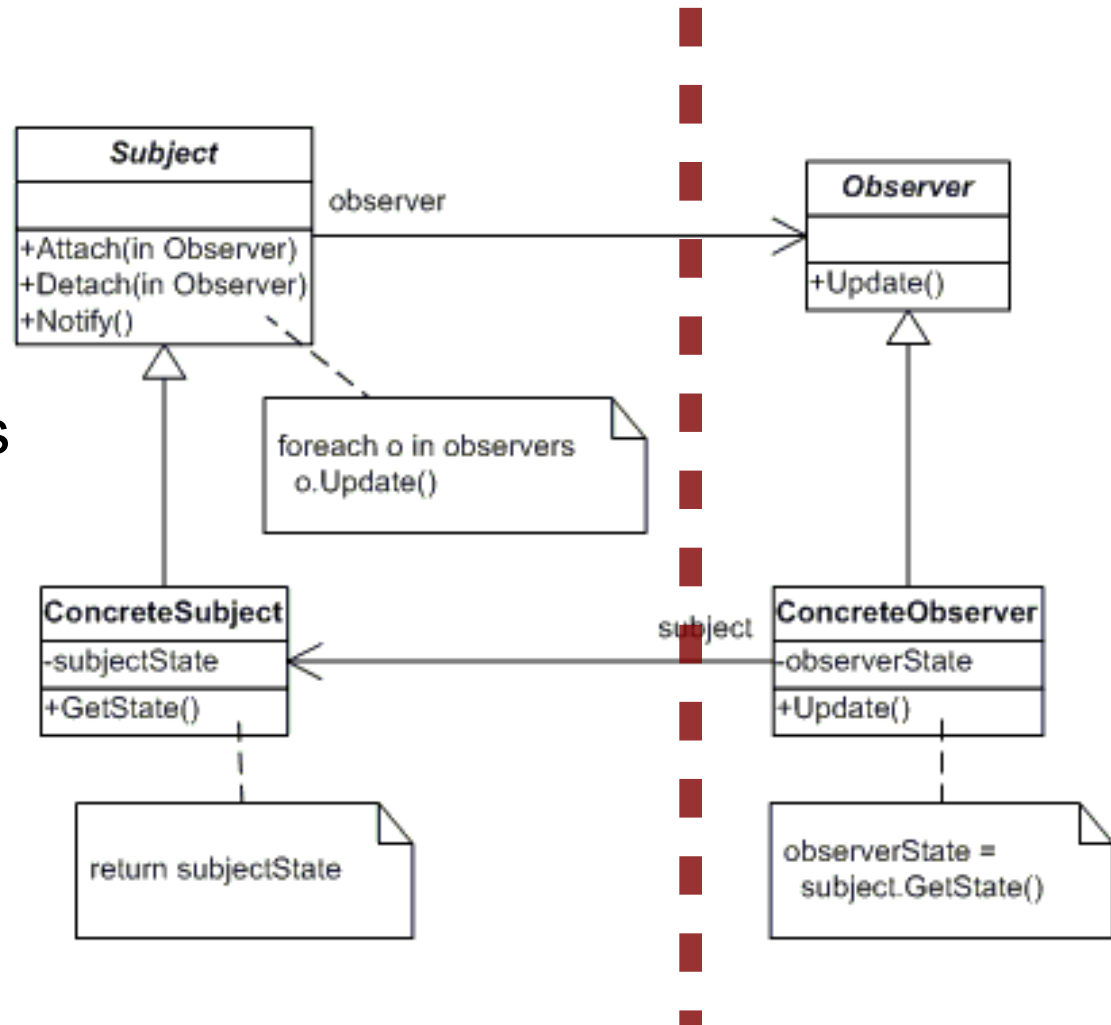 Subject
+Attach(in Observer)
+Detach(in Observer)
+Notify()
observer
Observer
+Update()
s
foreach o in observers
o.Update()
ConcreteSubject
-subjectState
+GetState()
subject
ConcreteObserver
-observerState
+Update()
return subjectState
observerState =
subject.GetState()